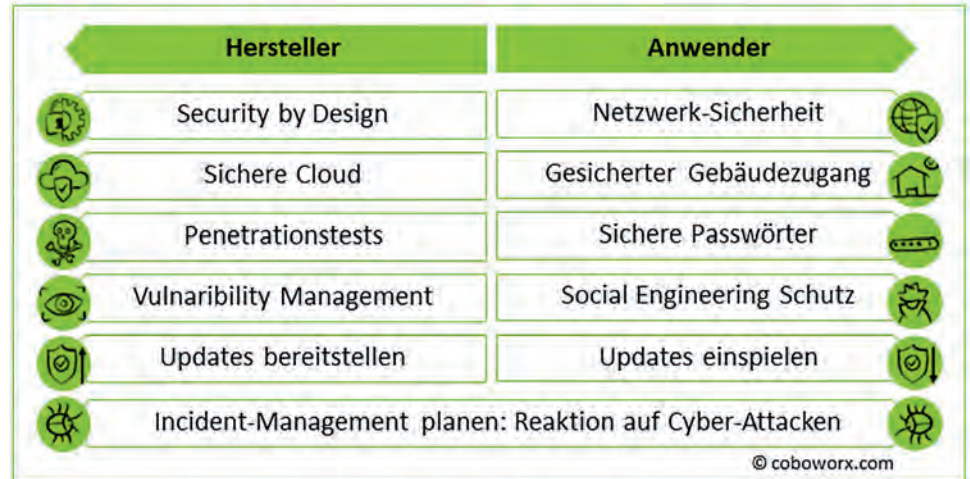 Hersteller
Anwender
Security by Design
Netzwerk-Sicherheit
Sichere Cloud
Gesicherter Gebäudezugang
Penetrationstests
Sichere Passwörter
Vulnaribility Management
Social Engineering Schutz
Updates bereitstellen
Updates einspielen
Incident-Management planen: Reaktion auf Cyber-Attacken
© coboworx.com